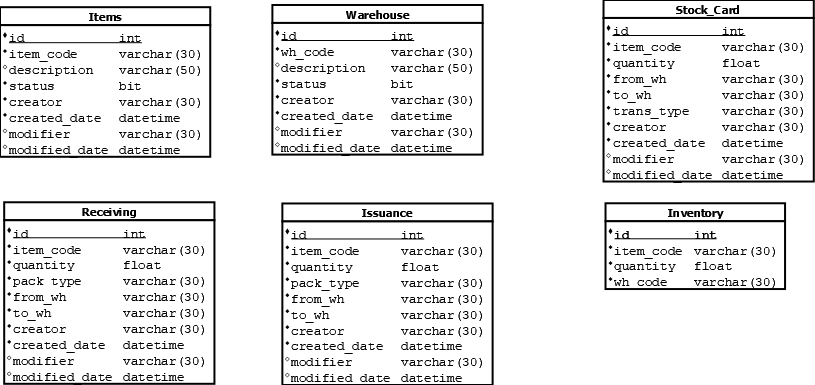 Items
id int
item_code varchar(30)
description varchar(50)
status bit
creator varchar(30)
created_date datetime
modifier varchar(30)
modified_date datetime
Warehouse
id int
wh_code varchar(30)
description varchar(50)
status bit
creator varchar(30)
created_date datetime
modifier varchar(30)
modified_date datetime
Stock_Card
id int
item_code varchar(30)
quantity float
from_wh varchar(30)
to_wh varchar(30)
trans_type varchar(30)
creator varchar(30)
created_date datetime
modifier varchar(30)
modified_date datetime
Receiving
id int
item_code varchar(30)
quantity float
pack_type varchar(30)
from_wh varchar(30)
to_wh varchar(30)
creator varchar(30)
created_date datetime
modifier varchar(30)
modified_date datetime
Issuance
id int
item_code varchar(30)
quantity float
pack_type varchar(30)
from_wh varchar(30)
to_wh varchar(30)
creator varchar(30)
created_date datetime
modifier varchar(30)
modified_date datetime
Inventory
id int
item_code varchar(30)
quantity float
wh_code varchar(30)